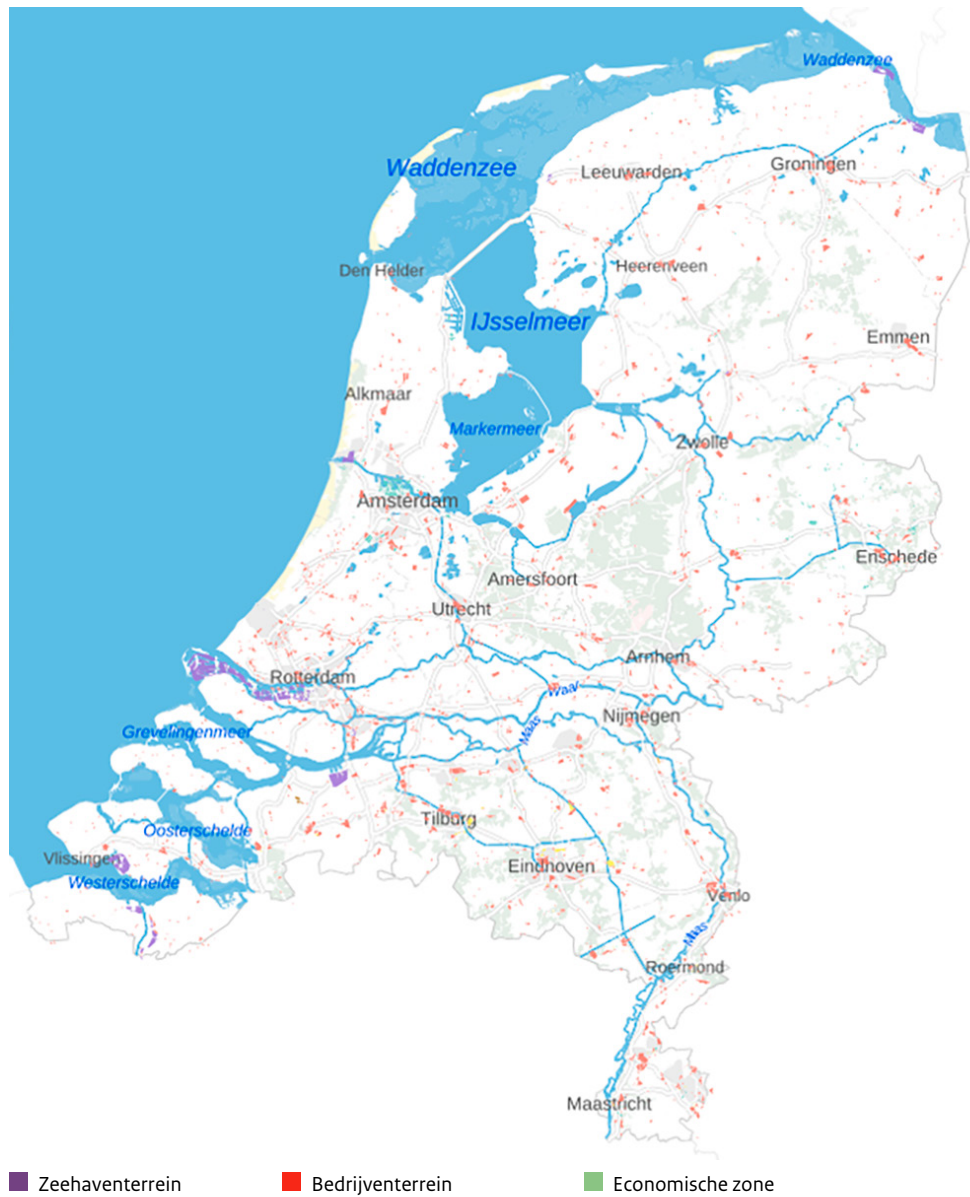 Waddenzee
Waddenzee
Leeuwarden
Groningen
Den Helder
Heerenveen
IJsselmeer
Emmen
Alkmaar
Markermeer
Zwolle
Amsterdam
Enschede
Amersfoort
Utrecht
Arnhem
Rotterdam
Waal
Nijmegen
Maas
Grevelingenmeer
Tilburg
Oosterschelde
Vlissingen
Eindhoven
Westerschelde
Venlo
Maas
Roermond
Maastricht
Zeehaventerrein
Bedrijventerrein
Economische zone